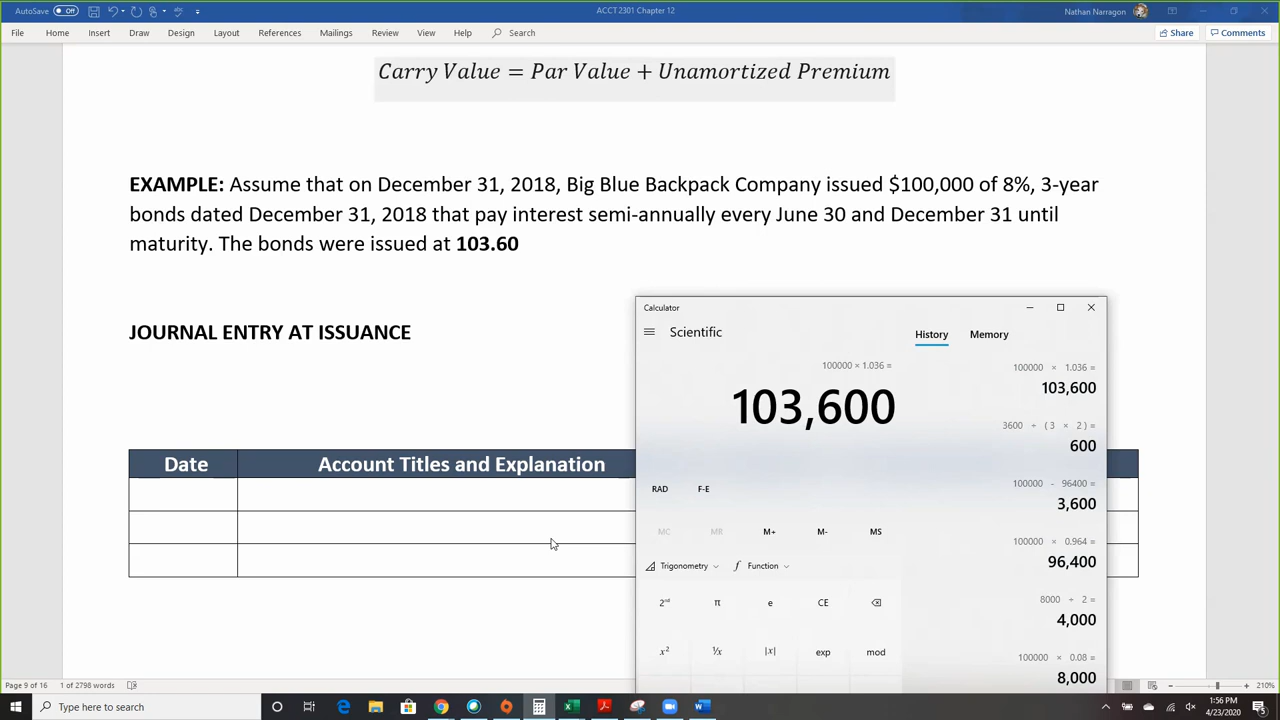 AutoSave Off
ACCT 2301 Chapter 12
Nathan Narragon
File Home Insert Draw Design Layout References Mailings Review View Help Search Share Comments
Carry Value = Par Value + Unamortized Premium
EXAMPLE: Assume that on December 31, 2018, Big Blue Backpack Company issued $100,000 of 8%, 3-year
bonds dated December 31, 2018 that pay interest semi-annually every June 30 and December 31 until
maturity. The bonds were issued at 103.60
JOURNAL ENTRY AT ISSUANCE
Date Account Titles and Explanation
Calculator
Scientific
100000 × 1.036 =
103,600
RAD F-E
MC MR M+ M- MS
Trigonometry Function
2ⁿᵈ π e CE
x² ¹/x |x| exp mod
History Memory
100000 × 1.036 =
103,600
3600 ÷ ( 3 × 2 ) =
600
100000 - 96400 =
3,600
100000 × 0.964 =
96,400
8000 ÷ 2 =
4,000
100000 × 0.08 =
8,000
Page 9 of 16 1 of 2798 words
210%
Type here to search
1:56 PM
4/23/2020